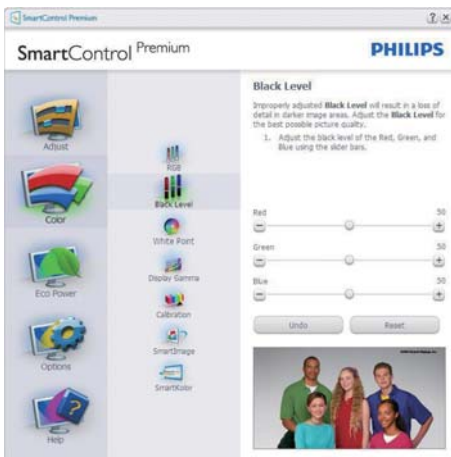 SmartControl Premium
SmartControl Premium
PHILIPS
Adjust
Color
Eco Power
Options
Help
RGB
Black Level
White Point
Display Gamma
Calibration
SmartImage
SmartKolor
Black Level
Improperly adjusted Black Level will result in a loss of
detail in darker image areas. Adjust the Black Level for
the best possible picture quality.
1. Adjust the black level of the Red, Green, and
Blue using the slider bars.
Red 50
Green 50
Blue 50
Undo Reset